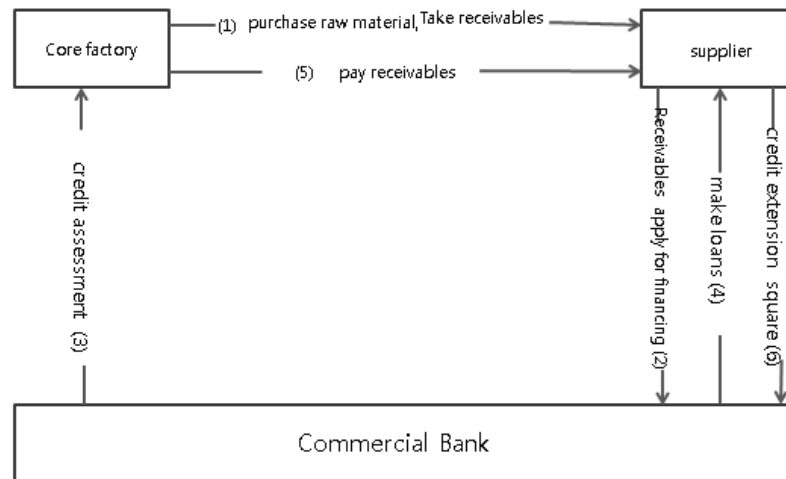 (1) purchase raw material, Take receivables
Core factory
supplier
(5) pay receivables
credit assessment (3)
Receivables apply for financing (2)
make loans (4)
credit extension square (6)
Commercial Bank